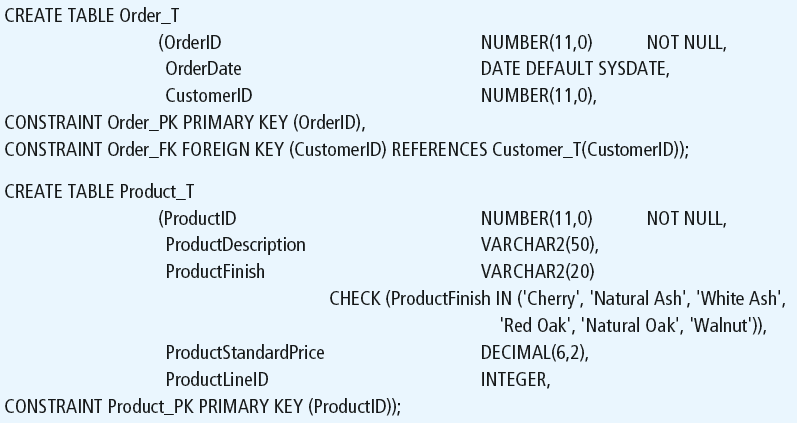 CREATE TABLE Order_T
(OrderID NUMBER(11,0) NOT NULL,
OrderDate DATE DEFAULT SYSDATE,
CustomerID NUMBER(11,0),
CONSTRAINT Order_PK PRIMARY KEY (OrderID),
CONSTRAINT Order_FK FOREIGN KEY (CustomerID) REFERENCES Customer_T(CustomerID));
CREATE TABLE Product_T
(ProductID NUMBER(11,0) NOT NULL,
ProductDescription VARCHAR2(50),
ProductFinish VARCHAR2(20)
CHECK (ProductFinish IN ('Cherry', 'Natural Ash', 'White Ash',
'Red Oak', 'Natural Oak', 'Walnut')),
ProductStandardPrice DECIMAL(6,2),
ProductLineID INTEGER,
CONSTRAINT Product_PK PRIMARY KEY (ProductID));